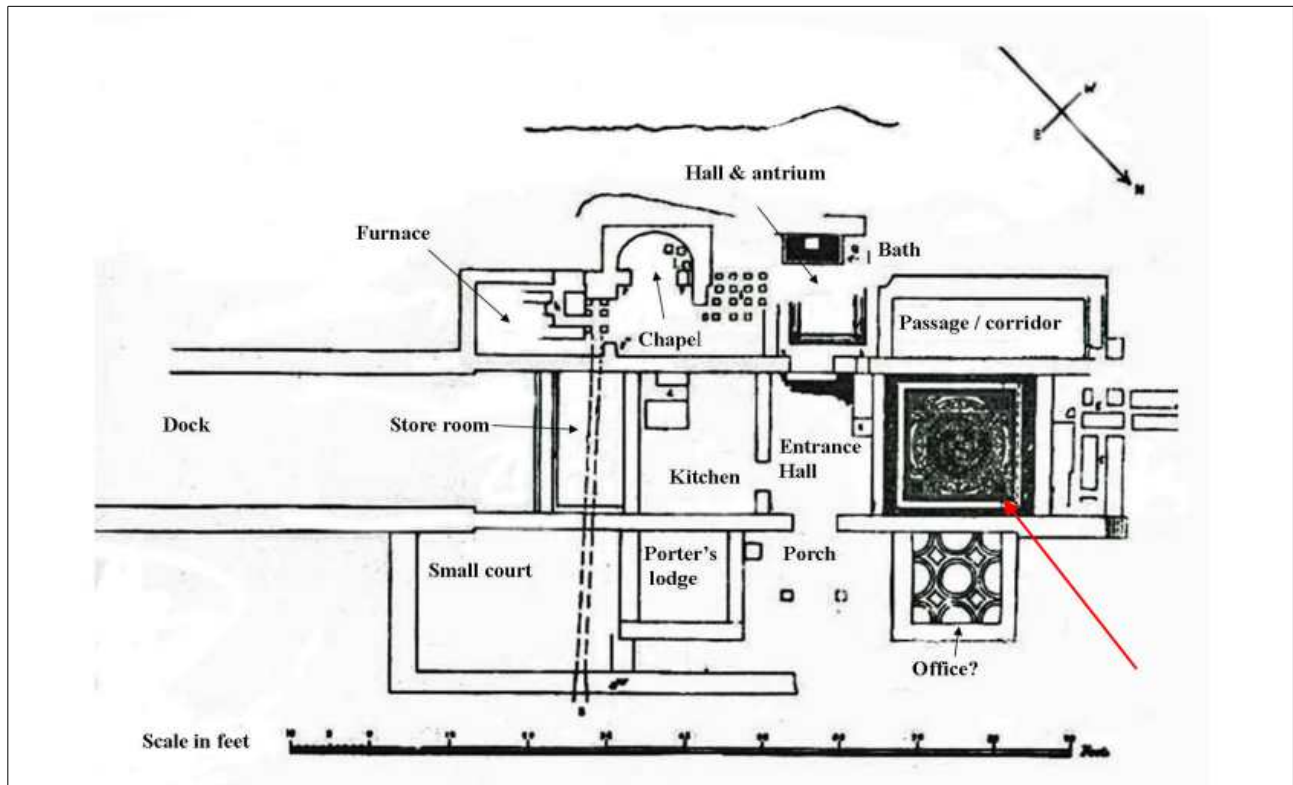 W
E
N
Hall & antrium
Furnace
Bath
Chapel
Passage / corridor
Dock
Store room
Kitchen
Entrance
Hall
Small court
Porter's
lodge
Porch
Office?
Scale in feet
Feet